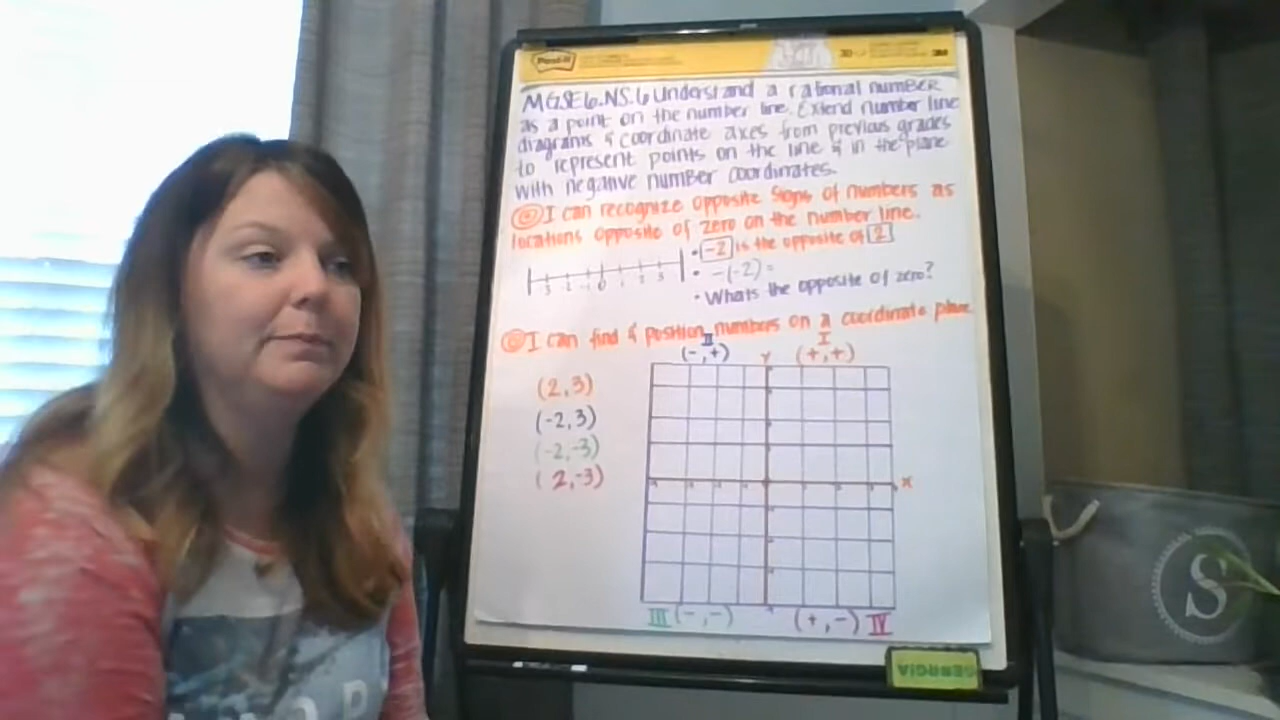 Post-it
MGSE6.NS.6 Understand a rational number
as a point on the number line. Extend number line
diagrams & coordinate axes from previous grades
to represent points on the line & in the plane
with negative number coordinates.
ⓐ I can recognize opposite signs of numbers as
locations opposite of zero on the number line.
• -2 is the opposite of 2
• -(-2) =
• Whats the opposite of zero?
I can find & position numbers on a coordinate plane
II
I
(-,+)
Y
(+,+)
(2,3)
(-2,3)
(-2,-3)
(2,-3)
X
III (-,-)
(+,-) IV
GEORGIA
S